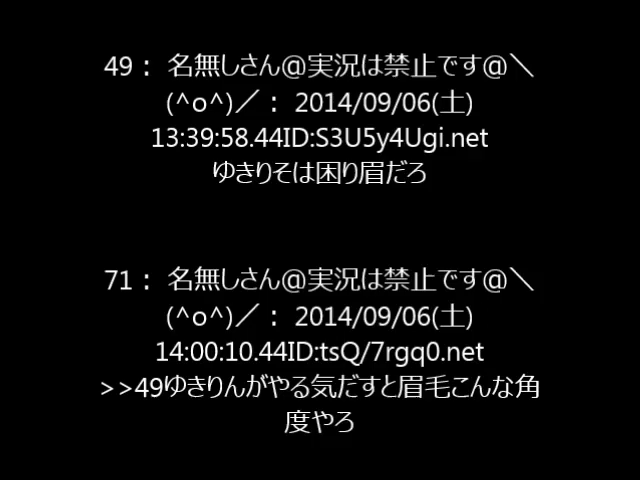 49： 名無しさん@実況は禁止です@＼
(^o^)／： 2014/09/06(土)
13:39:58.44ID:S3U5y4Ugi.net
ゆきりそは困り眉だろ
71： 名無しさん@実況は禁止です@＼
(^o^)／： 2014/09/06(土)
14:00:10.44ID:tsQ/7rgq0.net
>>49ゆきりんがやる気だすと眉毛こんな角
度やろ